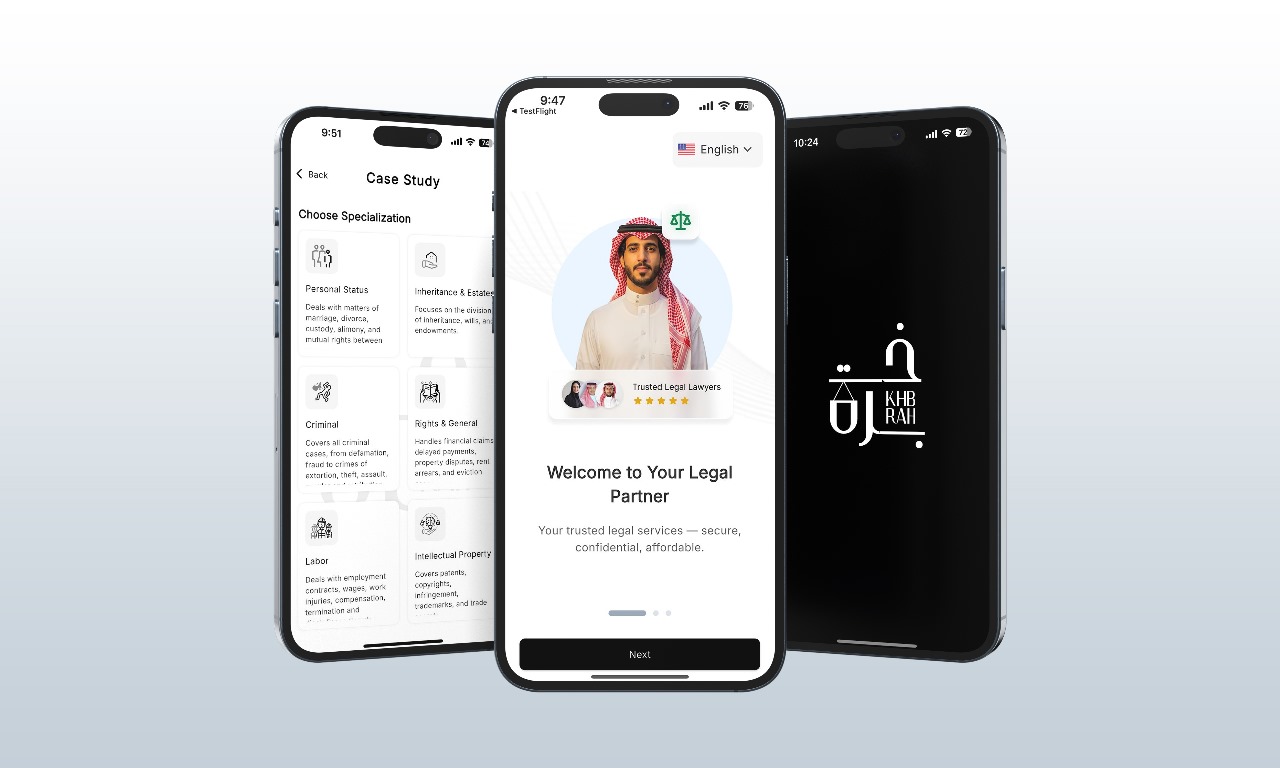 9:51
74
Back
Case Study
Choose Specialization
Personal Status
Deals with matters of
marriage, divorce,
custody, alimony, and
mutual rights between
Inheritance & Estates
Focuses on the division
of inheritance, wills, and
endowments.
Criminal
Covers all criminal
cases, from defamation,
fraud to crimes of
extortion, theft, assault,
Rights & General
Handles financial claims
delayed payments,
property disputes, rent
arrears, and eviction
Labor
Deals with employment
contracts, wages, work
injuries, compensation,
termination and
Intellectual Property
Covers patents,
copyrights,
infringement,
trademarks, and trade
9:47
TestFlight
76
English
Trusted Legal Lawyers
Welcome to Your Legal
Partner
Your trusted legal services — secure,
confidential, affordable.
Next
10:24
72
خبرة
KHB
RAH